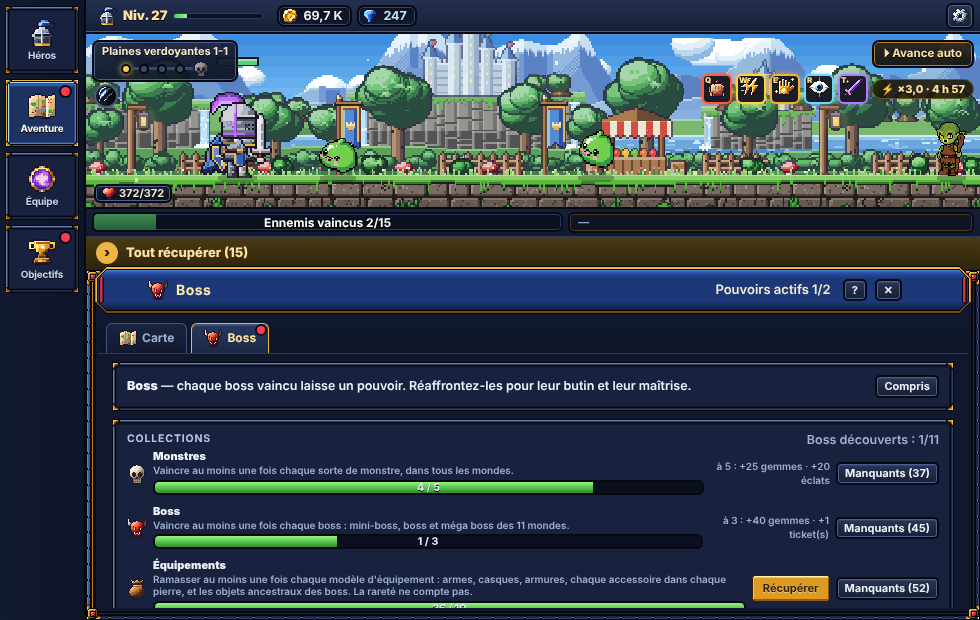 Héros
Aventure
Équipe
Objectifs
Niv. 27
69,7 K
247
Plaines verdoyantes 1-1
Avance auto
Q
W
E
R
T
×3,0 · 4 h 57
372/372
Ennemis vaincus 2/15
—
Tout récupérer (15)
Boss
Pouvoirs actifs 1/2
?
×
Carte
Boss
Boss — chaque boss vaincu laisse un pouvoir. Réaffrontez-les pour leur butin et leur maîtrise.
Compris
COLLECTIONS
Boss découverts : 1/11
Monstres
Vaincre au moins une fois chaque sorte de monstre, dans tous les mondes.
4 / 5
à 5 : +25 gemmes · +20
éclats
Manquants (37)
Boss
Vaincre au moins une fois chaque boss : mini-boss, boss et méga boss des 11 mondes.
1 / 3
à 3 : +40 gemmes · +1
ticket(s)
Manquants (45)
Équipements
Ramasser au moins une fois chaque modèle d'équipement : armes, casques, armures, chaque accessoire dans chaque
pierre, et les objets ancestraux des boss. La rareté ne compte pas.
Récupérer
Manquants (52)